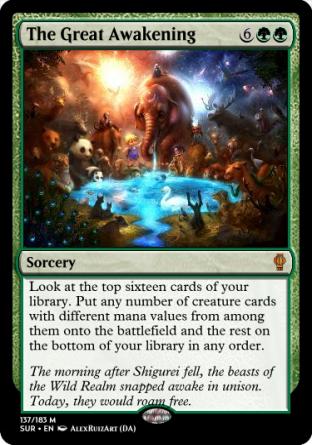 The Great Awakening 6
Sorcery
Look at the top sixteen cards of your
library. Put any number of creature cards
with different mana values from among
them onto the battlefield and the rest on
the bottom of your library in any order.
The morning after Shigurei fell, the beasts of
the Wild Realm snapped awake in unison.
Today, they would roam free.
137/183 M
SUR • EN AlexRuizArt (DA)